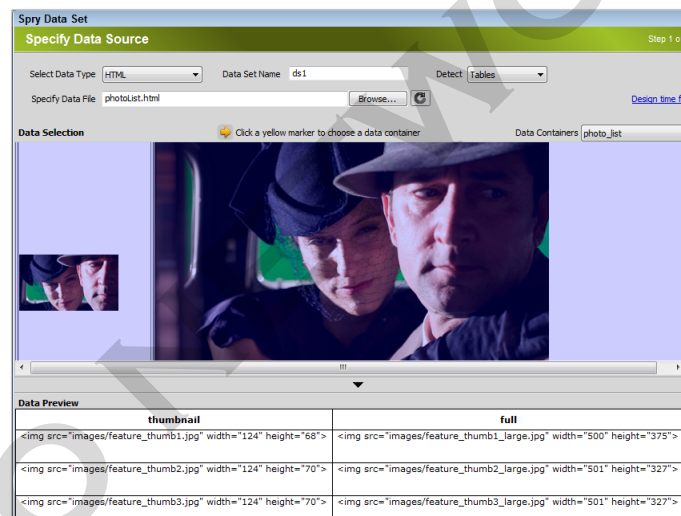 Spry Data Set
Specify Data Source
Step 1 o
Select Data Type HTML Data Set Name ds1 Detect Tables
Specify Data File photoList.html Browse... Design time f
Data Selection Click a yellow marker to choose a data container Data Containers photo_list
Data Preview
thumbnail full
<img src="images/feature_thumb1.jpg" width="124" height="68"> <img src="images/feature_thumb1_large.jpg" width="500" height="375">
<img src="images/feature_thumb2.jpg" width="124" height="70"> <img src="images/feature_thumb2_large.jpg" width="501" height="327">
<img src="images/feature_thumb3.jpg" width="124" height="70"> <img src="images/feature_thumb3_large.jpg" width="501" height="327">